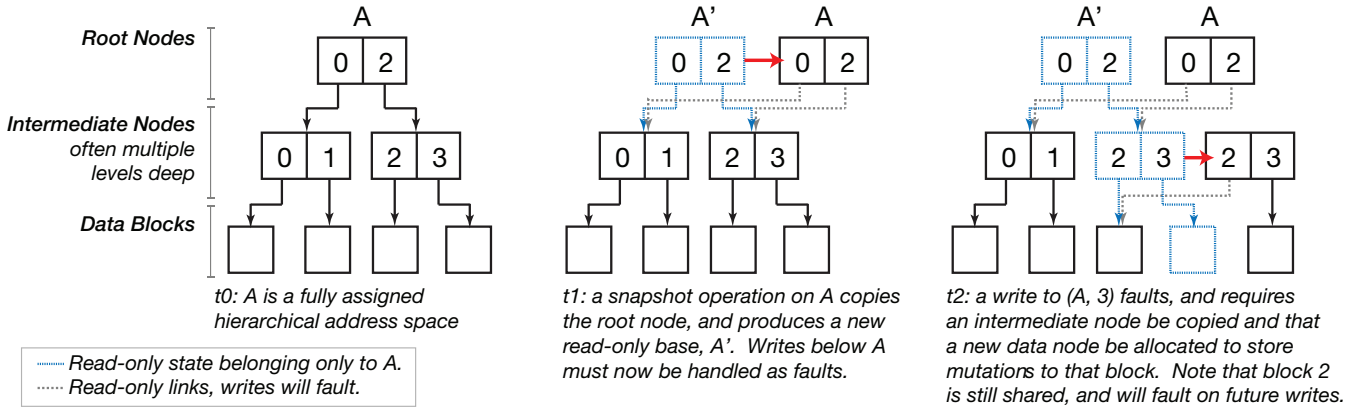 A
A’ A
A’ A
Root Nodes
0 2
0 2 0 2
0 2 0 2
Intermediate Nodes
often multiple
levels deep
0 1 2 3
0 1 2 3
0 1 2 3 2 3
Data Blocks
t0: A is a fully assigned
hierarchical address space
t1: a snapshot operation on A copies
the root node, and produces a new
read-only base, A’. Writes below A
must now be handled as faults.
t2: a write to (A, 3) faults, and requires
an intermediate node be copied and that
a new data node be allocated to store
mutations to that block. Note that block 2
is still shared, and will fault on future writes.
Read-only state belonging only to A.
Read-only links, writes will fault.